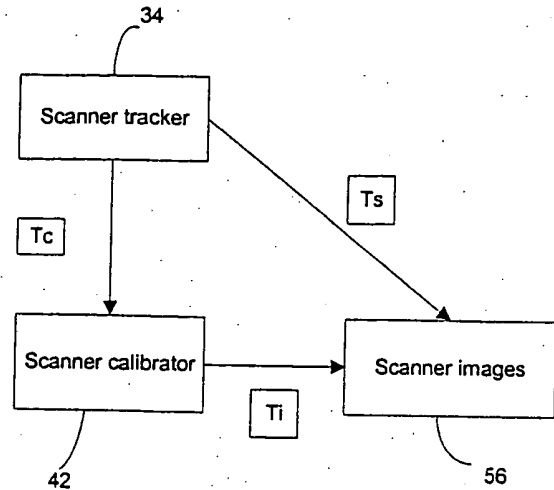 34
Scanner tracker
Ts
Tc
Scanner calibrator
Scanner images
Ti
42
56